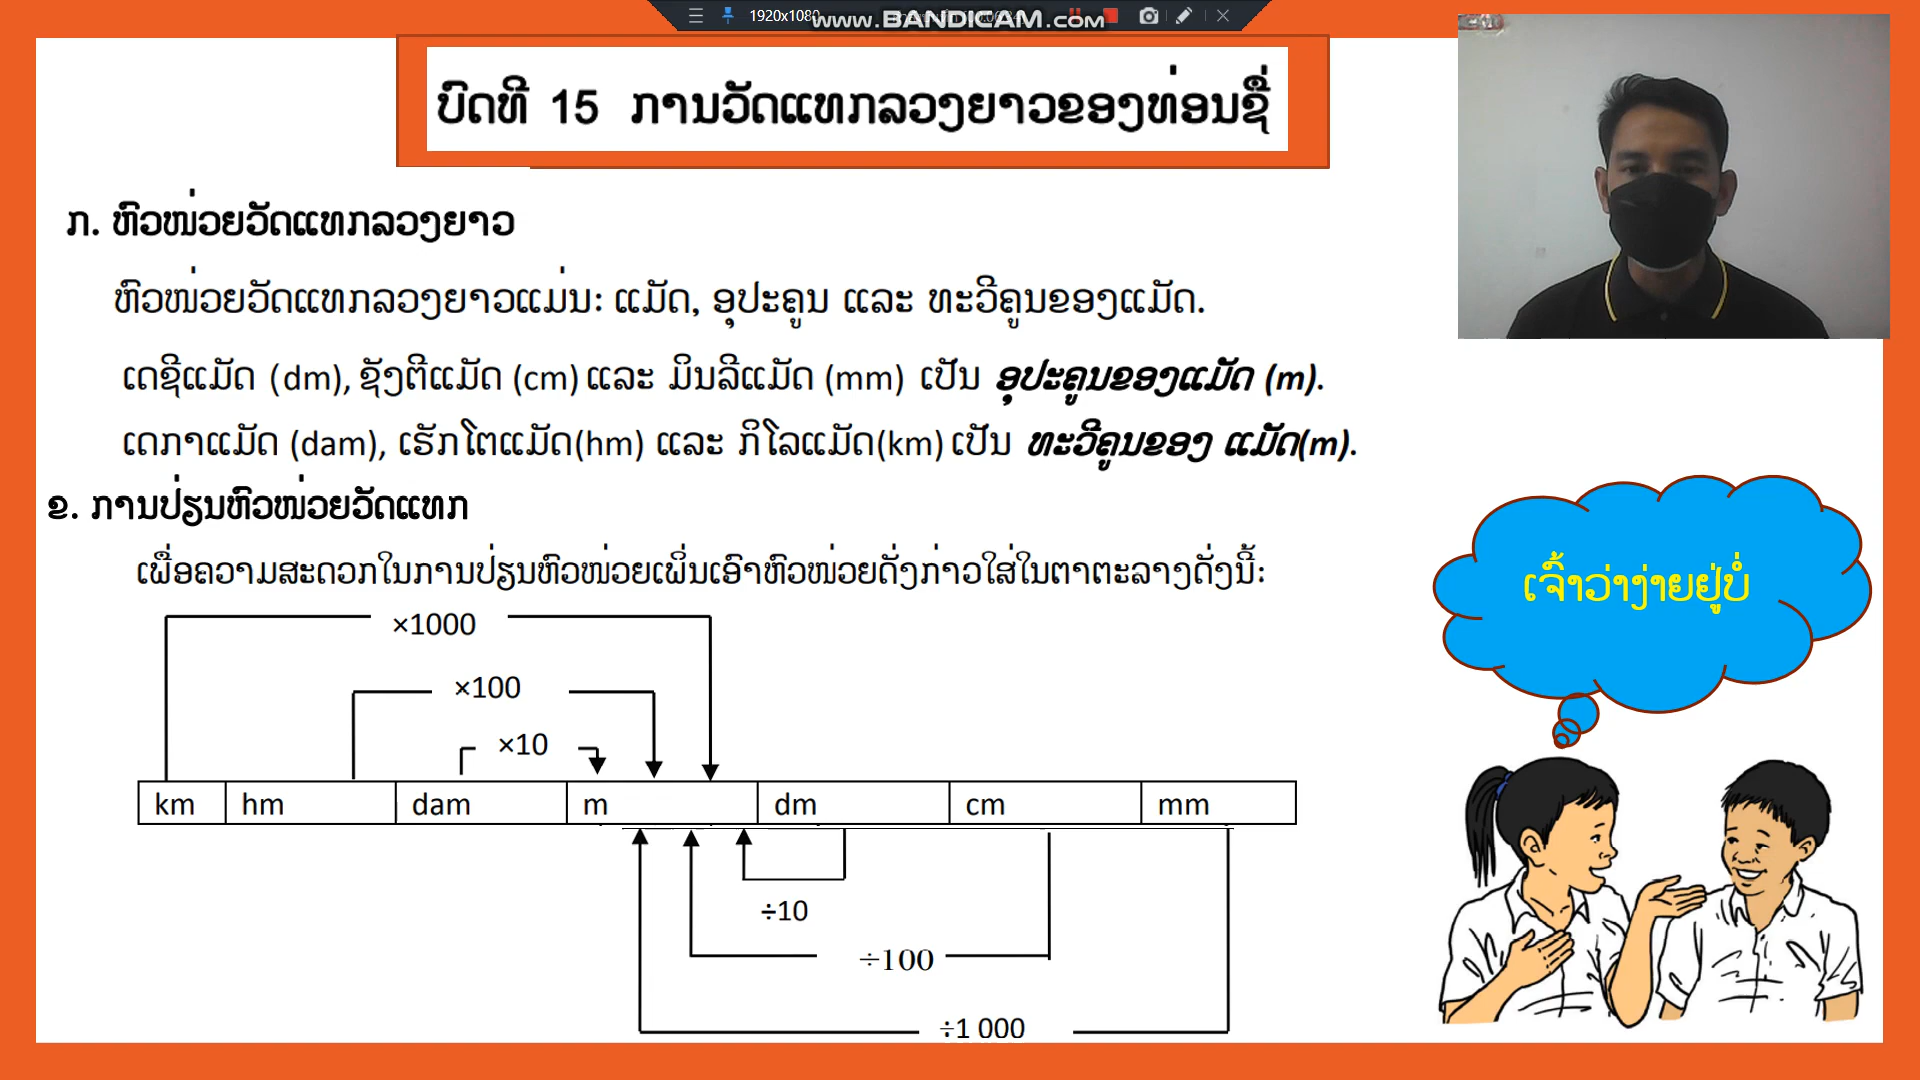 1920x1080
www.BANDICAM.com
ບົດທີ 15 ການວັດແທກລວງຍາວຂອງທ່ອນຊື່
ກ. ຫົວໜ່ວຍວັດແທກລວງຍາວ
ຫົວໜ່ວຍວັດແທກລວງຍາວແມ່ນ: ແມັດ, ອຸປະຄູນ ແລະ ທະວີຄູນຂອງແມັດ.
ເດຊີແມັດ (dm), ຊັງຕີແມັດ (cm) ແລະ ມິນລີແມັດ (mm) ເປັນ ອຸປະຄູນຂອງແມັດ (m).
ເດກາແມັດ (dam), ເຮັກໂຕແມັດ(hm) ແລະ ກິໂລແມັດ(km) ເປັນ ທະວີຄູນຂອງ ແມັດ(m).
ຂ. ການປ່ຽນຫົວໜ່ວຍວັດແທກ
ເພື່ອຄວາມສະດວກໃນການປ່ຽນຫົວໜ່ວຍເພິ່ນເອົາຫົວໜ່ວຍດັ່ງກ່າວໃສ່ໃນຕາຕະລາງດັ່ງນີ້:
ເຈົ້າວ່າງ່າຍຢູ່ບໍ່
×1000
×100
×10
km hm dam m dm cm mm
÷10
÷100
÷1 000